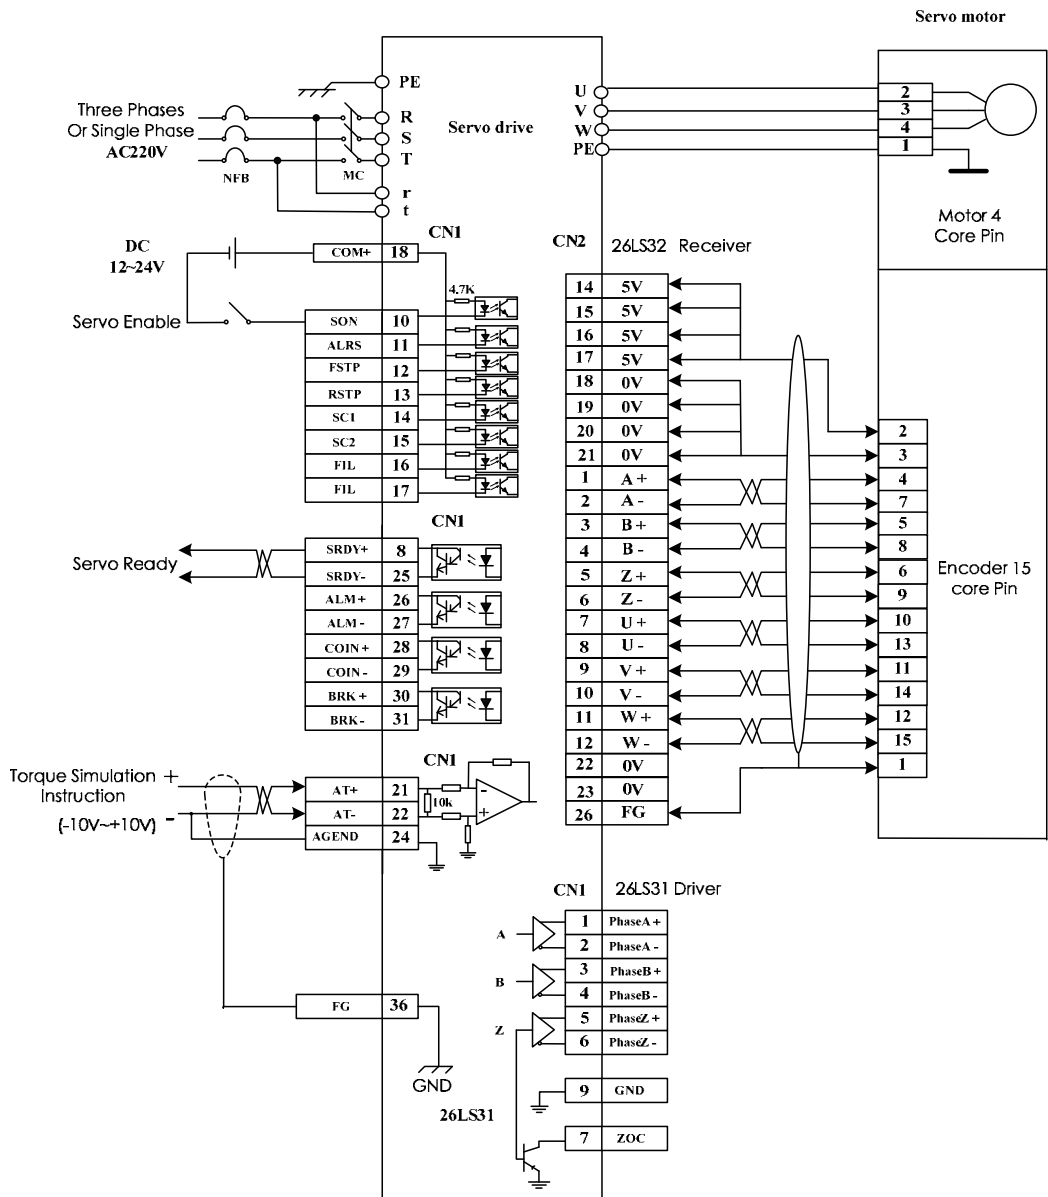 Servo motor
Servo drive
PE
Three Phases
Or Single Phase
AC220V
R
S
T
NFB
MC
r
t
U
V
W
PE
2
3
4
1
Motor 4
Core Pin
DC
12~24V
CN1
COM+ 18
4.7K
Servo Enable
SON 10
ALRS 11
FSTP 12
RSTP 13
SC1 14
SC2 15
FIL 16
FIL 17
CN1
Servo Ready
SRDY+ 8
SRDY- 25
ALM+ 26
ALM- 27
COIN+ 28
COIN- 29
BRK+ 30
BRK- 31
CN1
Torque Simulation +
Instruction
(-10V~+10V) -
AT+ 21
AT- 22
AGEND 24
10k
-
+
FG 36
GND
CN2 26LS32 Receiver
14 5V
15 5V
16 5V
17 5V
18 0V
19 0V
20 0V
21 0V
1 A+
2 A-
3 B+
4 B-
5 Z+
6 Z-
7 U+
8 U-
9 V+
10 V-
11 W+
12 W-
22 0V
23 0V
26 FG
2
3
4
7
5
8
6
9
10
13
11
14
12
15
1
Encoder 15
core Pin
CN1 26LS31 Driver
A
1 PhaseA+
2 PhaseA-
B
3 PhaseB+
4 PhaseB-
Z
5 PhaseZ+
6 PhaseZ-
9 GND
26LS31
7 ZOC